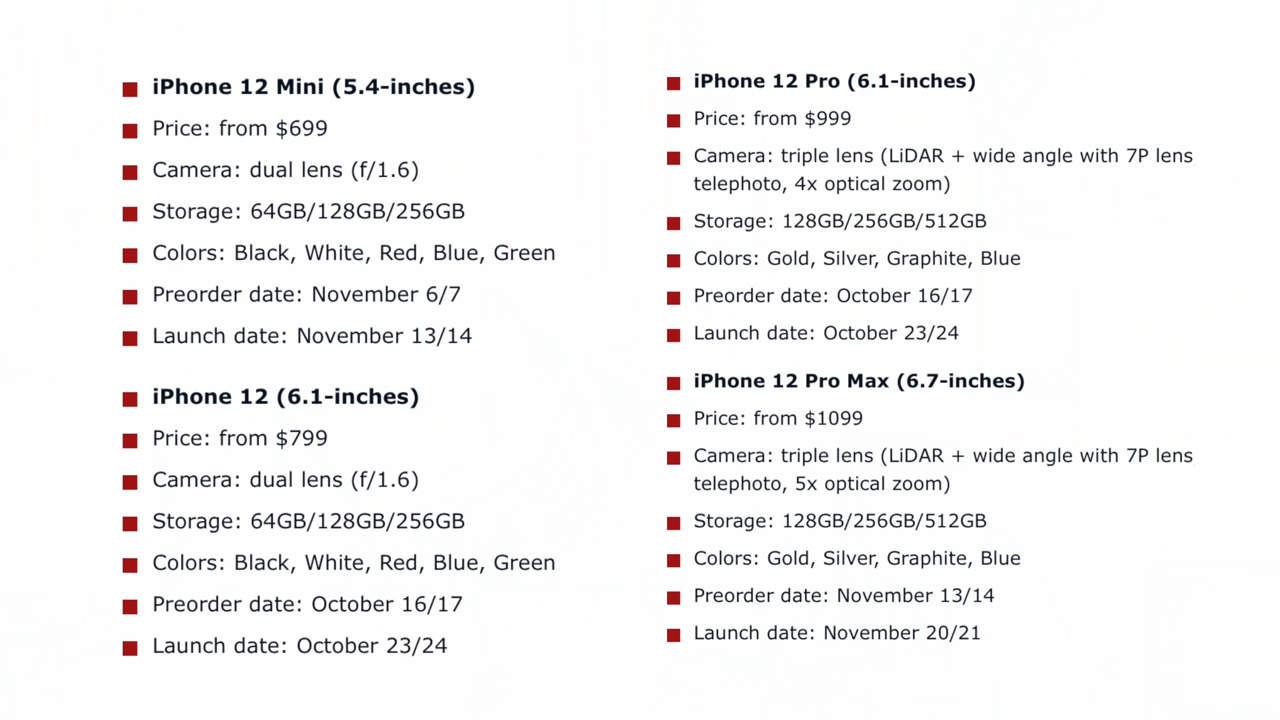 iPhone 12 Mini (5.4-inches)
Price: from $699
Camera: dual lens (f/1.6)
Storage: 64GB/128GB/256GB
Colors: Black, White, Red, Blue, Green
Preorder date: November 6/7
Launch date: November 13/14
iPhone 12 (6.1-inches)
Price: from $799
Camera: dual lens (f/1.6)
Storage: 64GB/128GB/256GB
Colors: Black, White, Red, Blue, Green
Preorder date: October 16/17
Launch date: October 23/24
iPhone 12 Pro (6.1-inches)
Price: from $999
Camera: triple lens (LiDAR + wide angle with 7P lens
telephoto, 4x optical zoom)
Storage: 128GB/256GB/512GB
Colors: Gold, Silver, Graphite, Blue
Preorder date: October 16/17
Launch date: October 23/24
iPhone 12 Pro Max (6.7-inches)
Price: from $1099
Camera: triple lens (LiDAR + wide angle with 7P lens
telephoto, 5x optical zoom)
Storage: 128GB/256GB/512GB
Colors: Gold, Silver, Graphite, Blue
Preorder date: November 13/14
Launch date: November 20/21